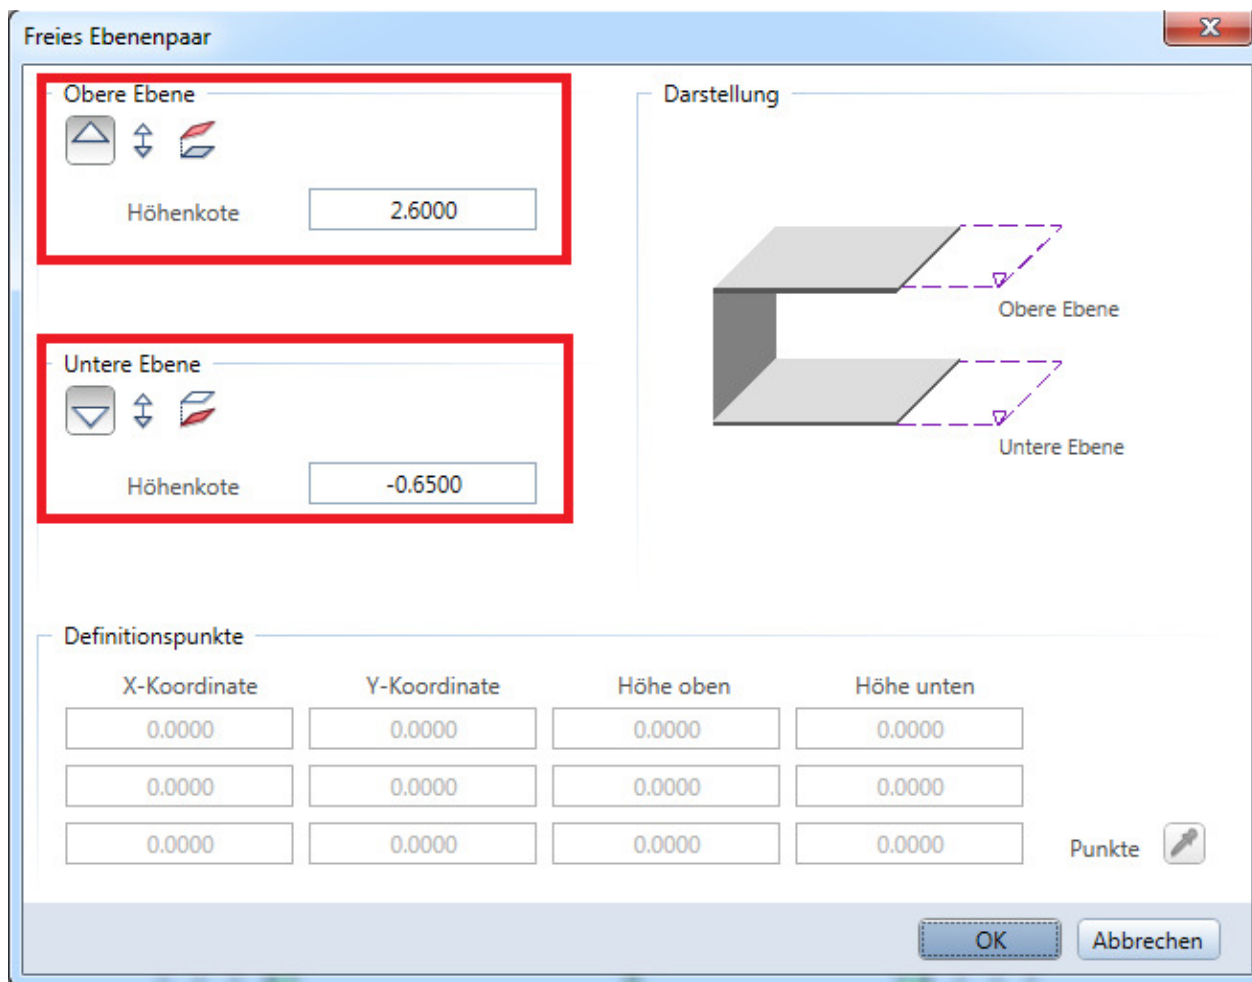 Freies Ebenenpaar
Obere Ebene
Höhenkote 2.6000
Untere Ebene
Höhenkote -0.6500
Darstellung
Obere Ebene
Untere Ebene
Definitionspunkte
X-Koordinate Y-Koordinate Höhe oben Höhe unten
0.0000 0.0000 0.0000 0.0000
0.0000 0.0000 0.0000 0.0000
0.0000 0.0000 0.0000 0.0000
Punkte
OK Abbrechen